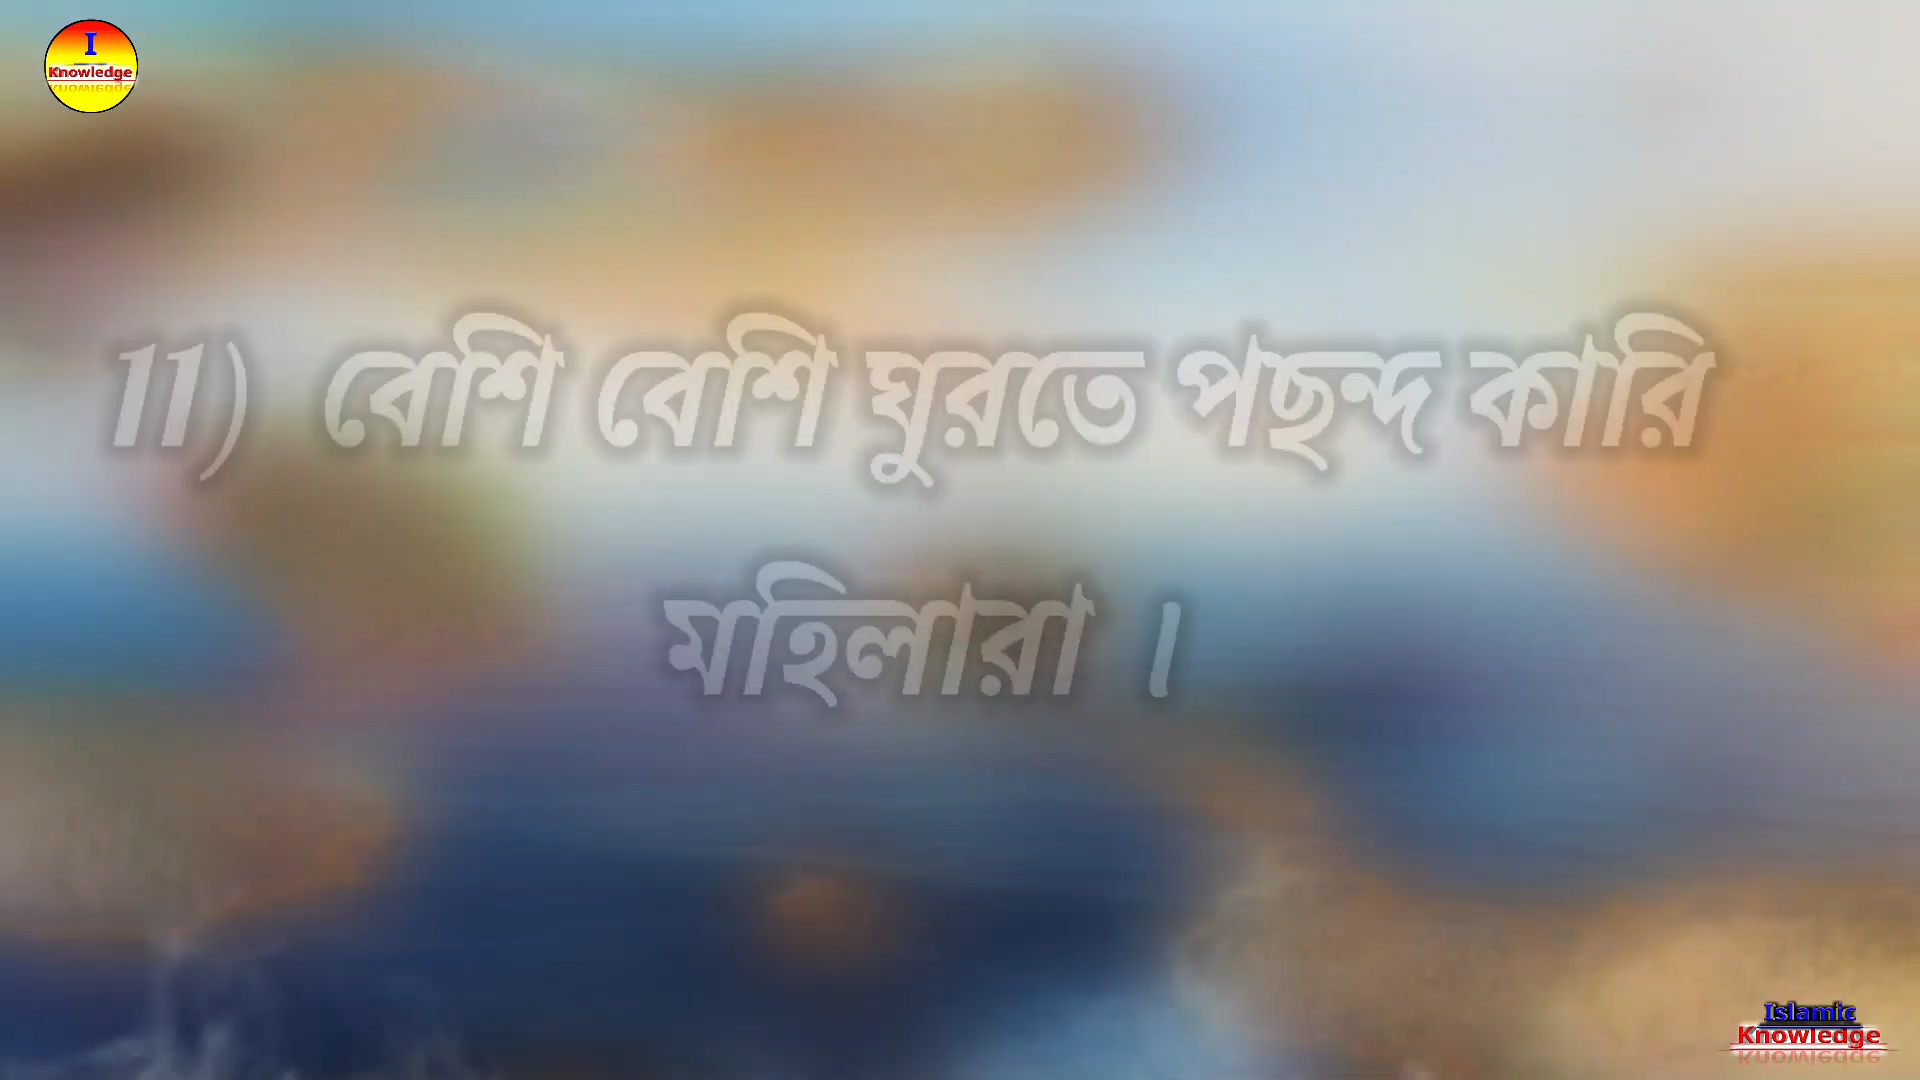 I
Knowledge
11) বেশি বেশি ঘুরতে পছন্দ কারি
মহিলারা ।
Islamic
Knowledge